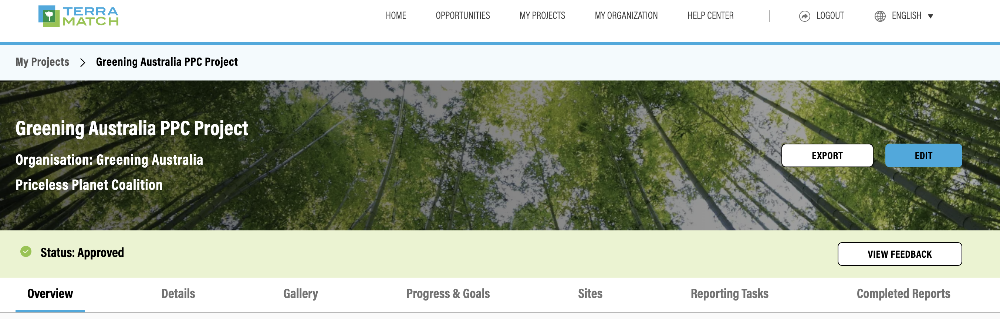 TERRA
MATCH
HOME OPPORTUNITIES MY PROJECTS MY ORGANIZATION HELP CENTER LOGOUT ENGLISH
My Projects > Greening Australia PPC Project
Greening Australia PPC Project
Organisation: Greening Australia
Priceless Planet Coalition
EXPORT EDIT
Status: Approved
VIEW FEEDBACK
Overview Details Gallery Progress & Goals Sites Reporting Tasks Completed Reports